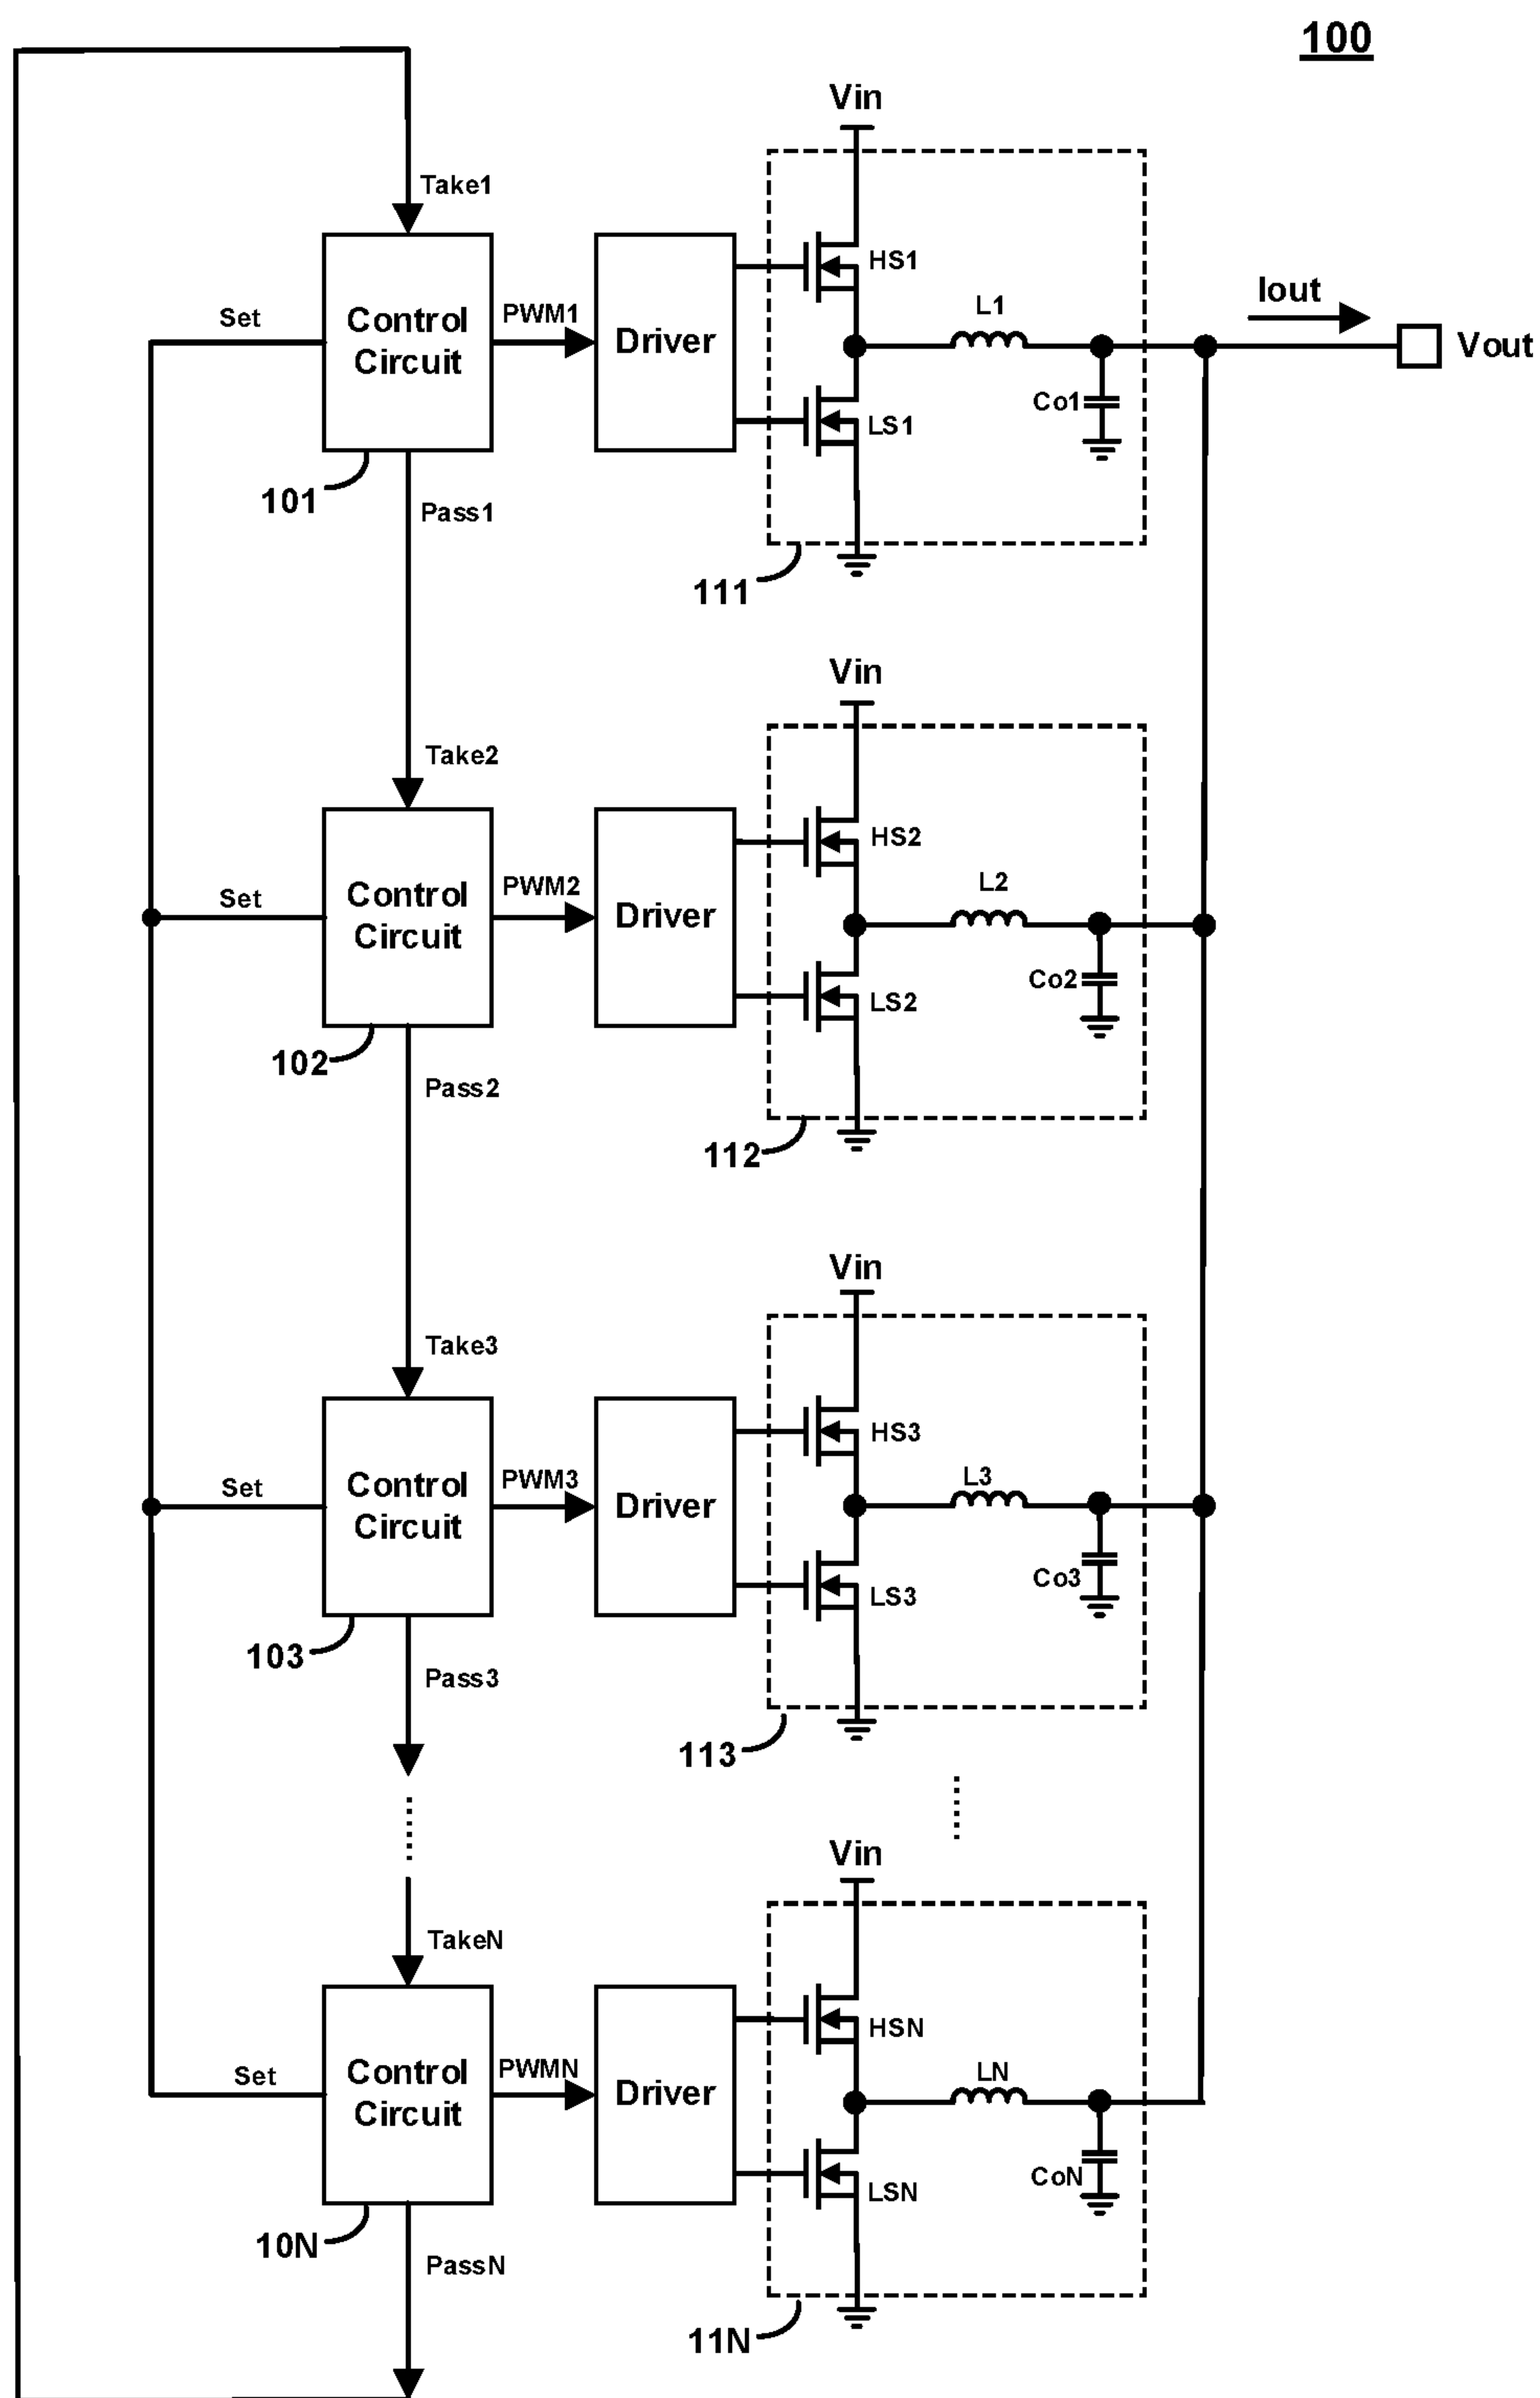 100
Vin
Take1
HS1
Set
Control
Circuit
PWM1
Driver
L1
Iout
Vout
Co1
LS1
101
Pass1
111
Vin
Take2
HS2
Set
Control
Circuit
PWM2
Driver
L2
Co2
LS2
102
Pass2
112
Vin
Take3
HS3
Set
Control
Circuit
PWM3
Driver
L3
Co3
LS3
103
Pass3
113
Vin
TakeN
HSN
Set
Control
Circuit
PWMN
Driver
LN
CoN
LSN
10N
PassN
11N